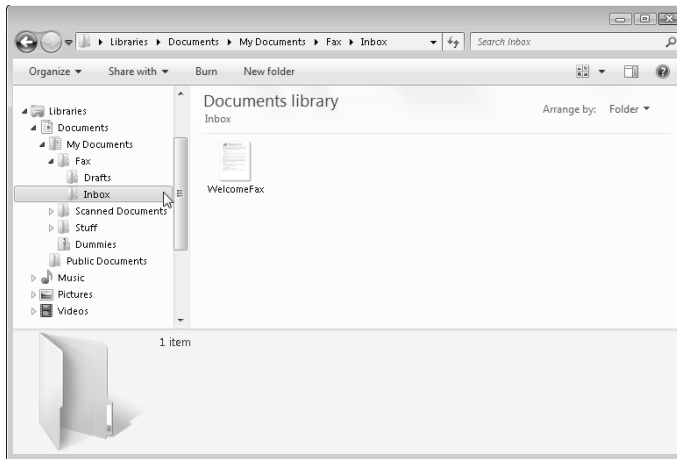 Libraries ▸ Documents ▸ My Documents ▸ Fax ▸ Inbox
Search Inbox
Organize ▼ Share with ▼ Burn New folder
Documents library
Inbox
Arrange by: Folder ▼
Libraries
Documents
My Documents
Fax
Drafts
Inbox
Scanned Documents
Stuff
Dummies
Public Documents
Music
Pictures
Videos
WelcomeFax
1 item